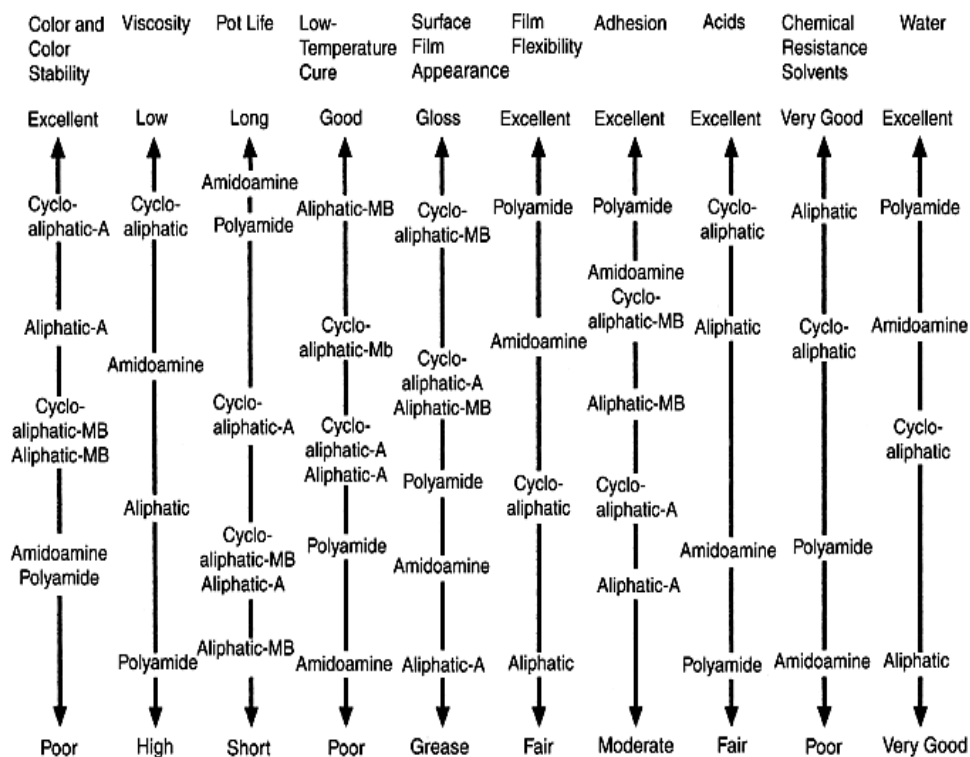 Color and
Color
Stability
Excellent
Cyclo-
aliphatic-A
Aliphatic-A
Cyclo-
aliphatic-MB
Aliphatic-MB
Amidoamine
Polyamide
Poor
Viscosity
Low
Cyclo-
aliphatic
Amidoamine
Aliphatic
Polyamide
High
Pot Life
Long
Amidoamine
Polyamide
Cyclo-
aliphatic-A
Cyclo-
aliphatic-MB
Aliphatic-A
Aliphatic-MB
Short
Low-
Temperature
Cure
Good
Aliphatic-MB
Cyclo-
aliphatic-Mb
Cyclo-
aliphatic-A
Aliphatic-A
Polyamide
Amidoamine
Poor
Surface
Film
Appearance
Gloss
Cyclo-
aliphatic-MB
Cyclo-
aliphatic-A
Aliphatic-MB
Polyamide
Amidoamine
Aliphatic-A
Grease
Film
Flexibility
Excellent
Polyamide
Amidoamine
Cyclo-
aliphatic
Aliphatic
Fair
Adhesion
Excellent
Polyamide
Amidoamine
Cyclo-
aliphatic-MB
Aliphatic-MB
Cyclo-
aliphatic-A
Aliphatic-A
Moderate
Acids
Excellent
Cyclo-
aliphatic
Aliphatic
Amidoamine
Polyamide
Fair
Chemical
Resistance
Solvents
Very Good
Aliphatic
Cyclo-
aliphatic
Polyamide
Amidoamine
Poor
Water
Excellent
Polyamide
Amidoamine
Cyclo-
aliphatic
Aliphatic
Very Good